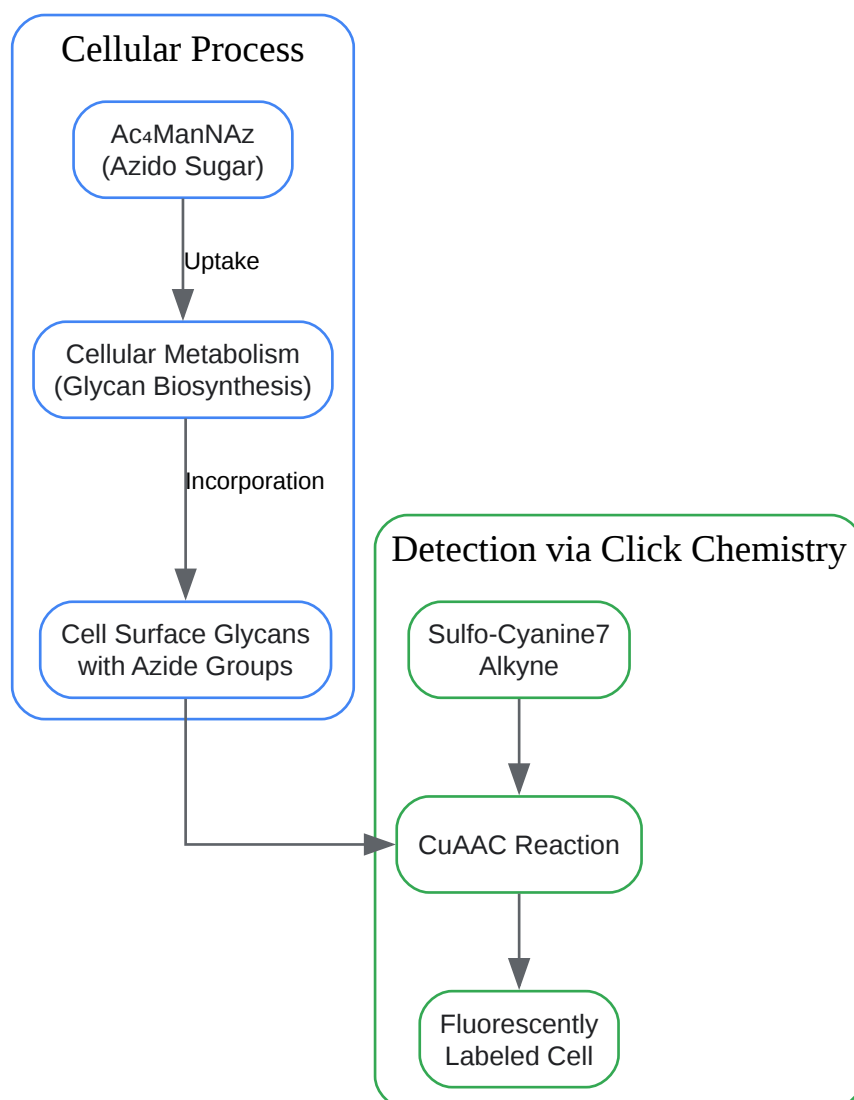 Cellular Process
Ac₄ManNAz
(Azido Sugar)
Uptake
Cellular Metabolism
(Glycan Biosynthesis)
Incorporation
Cell Surface Glycans
with Azide Groups
Detection via Click Chemistry
Sulfo-Cyanine7
Alkyne
CuAAC Reaction
Fluorescently
Labeled Cell